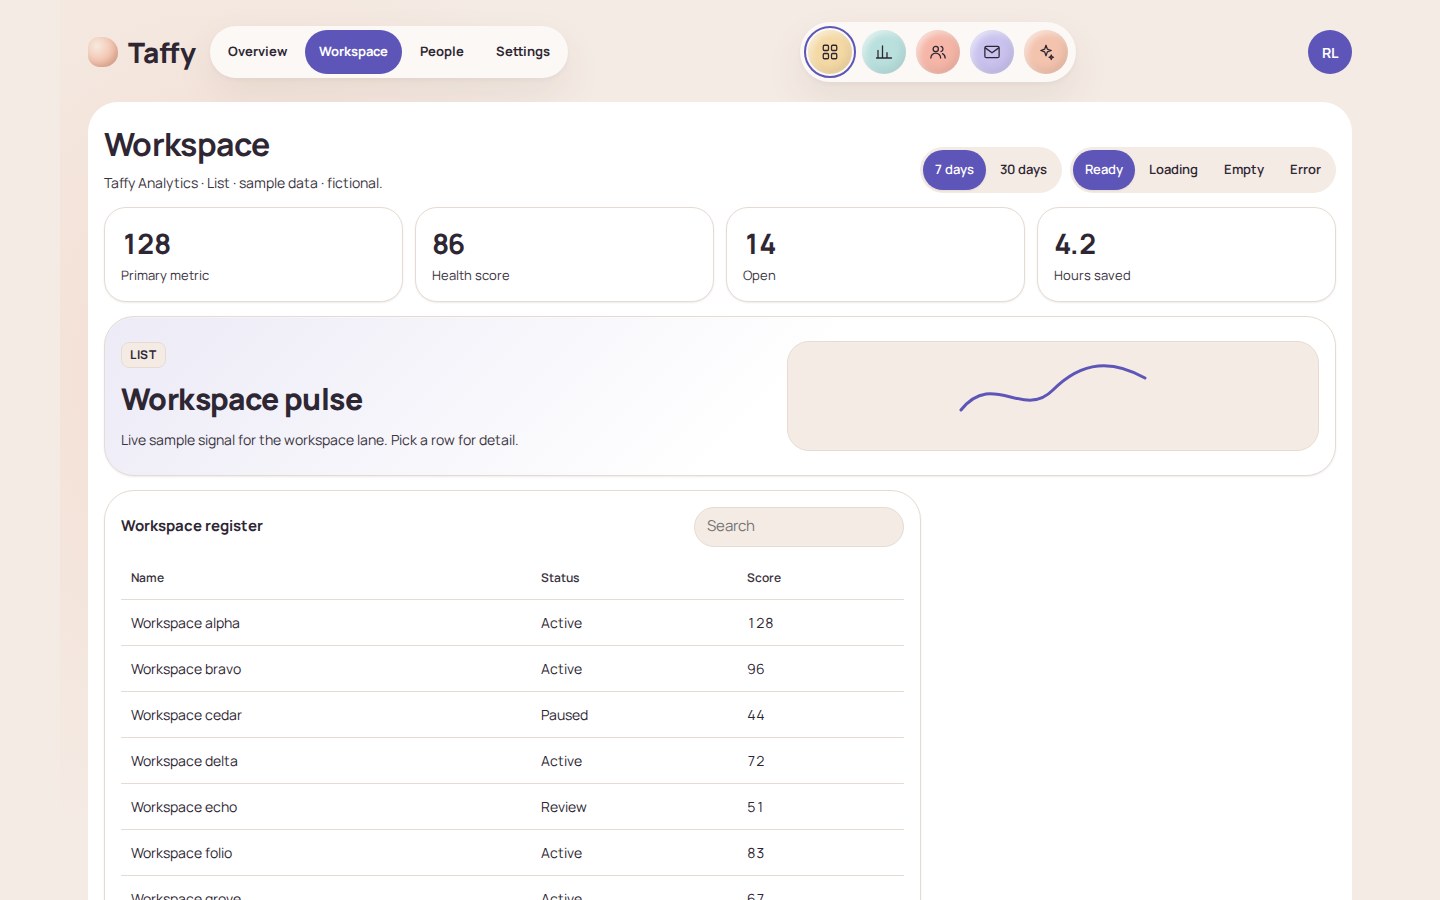 Taffy
Overview Workspace People Settings
RL
Workspace
Taffy Analytics · List · sample data · fictional.
7 days 30 days Ready Loading Empty Error
128 86 14 4.2
Primary metric Health score Open Hours saved
LIST
Workspace pulse
Live sample signal for the workspace lane. Pick a row for detail.
Workspace register Search
Name Status Score
Workspace alpha Active 128
Workspace bravo Active 96
Workspace cedar Paused 44
Workspace delta Active 72
Workspace echo Review 51
Workspace folio Active 83
Workspace grove Active 67